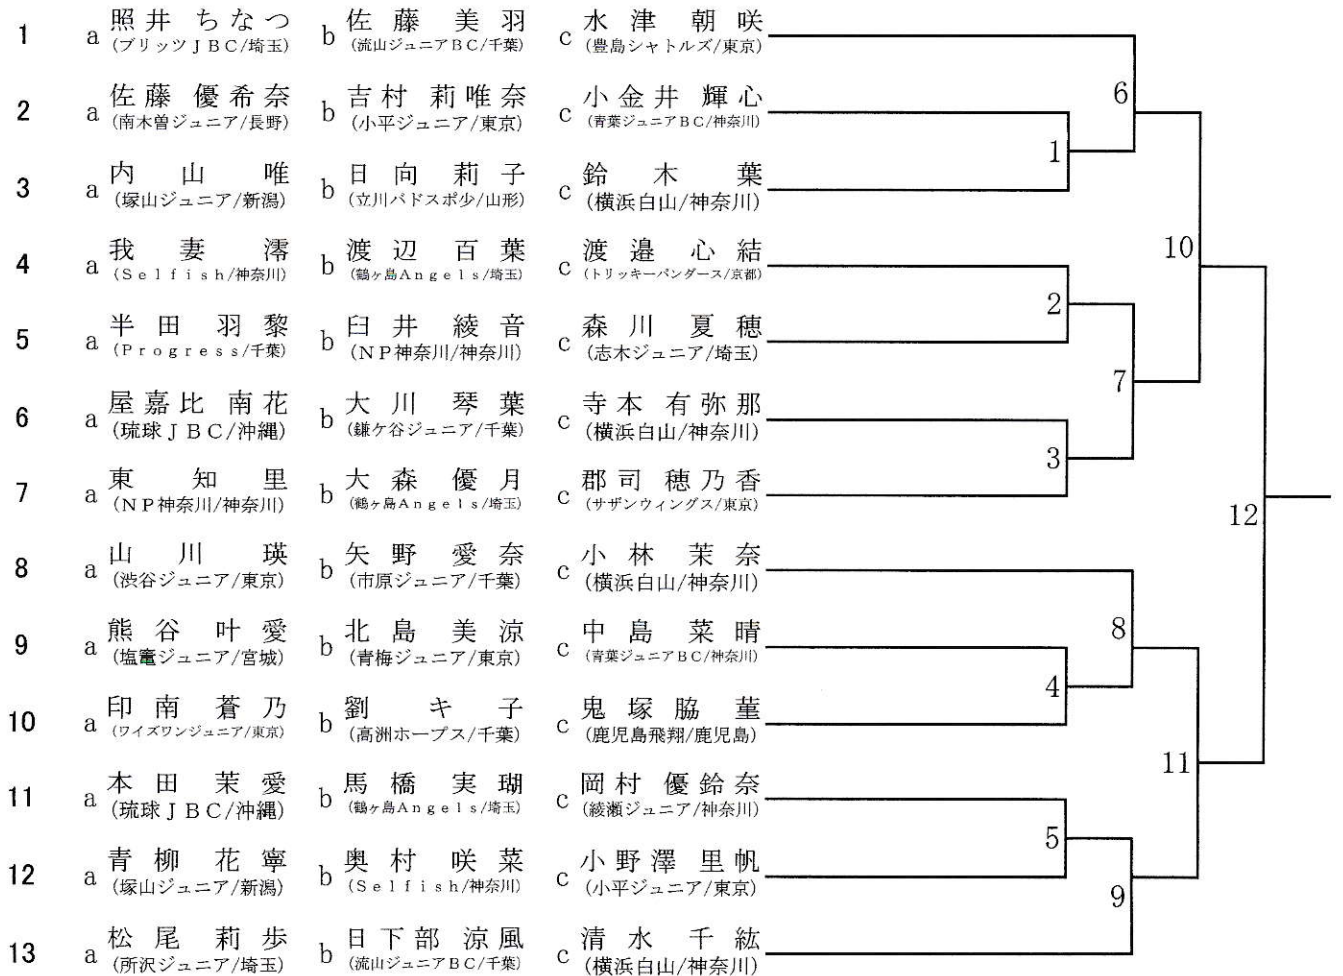 1 a 照井 ちなつ b 佐藤 美羽 c 水津 朝咲
(ブリッツＪＢＣ/埼玉) (流山ジュニアＢＣ/千葉) (豊島シャトルズ/東京)
2 a 佐藤 優希奈 b 吉村 莉唯奈 c 小金井 輝心 6
(南木曽ジュニア/長野) (小平ジュニア/東京) (青葉ジュニアＢＣ/神奈川)
1
3 a 内山 唯 b 日向 莉子 c 鈴木 葉
(塚山ジュニア/新潟) (立川バドスポ少/山形) (横浜白山/神奈川)
4 a 我妻 澪 b 渡辺 百葉 c 渡邉 心結 10
(Ｓｅｌｆｉｓｈ/神奈川) (鶴ヶ島Ａｎｇｅｌｓ/埼玉) (トリッキーパンダース/京都)
2
5 a 半田 羽黎 b 臼井 綾音 c 森川 夏穂
(Ｐｒｏｇｒｅｓｓ/千葉) (ＮＰ神奈川/神奈川) (志木ジュニア/埼玉)
7
6 a 屋嘉比 南花 b 大川 琴葉 c 寺本 有弥那
(琉球ＪＢＣ/沖縄) (鎌ケ谷ジュニア/千葉) (横浜白山/神奈川)
3
7 a 東 知里 b 大森 優月 c 郡司 穂乃香
(ＮＰ神奈川/神奈川) (鶴ヶ島Ａｎｇｅｌｓ/埼玉) (サザンウィングス/東京)
12
8 a 山川 瑛 b 矢野 愛奈 c 小林 茉奈
(渋谷ジュニア/東京) (市原ジュニア/千葉) (横浜白山/神奈川)
9 a 熊谷 叶愛 b 北島 美涼 c 中島 菜晴 8
(塩竈ジュニア/宮城) (青梅ジュニア/東京) (青葉ジュニアＢＣ/神奈川)
4
10 a 印南 蒼乃 b 劉 キ子 c 鬼塚脇 菫
(ワイズワンジュニア/東京) (高洲ホープス/千葉) (鹿児島飛翔/鹿児島)
11
11 a 本田 茉愛 b 馬橋 実瑚 c 岡村 優鈴奈
(琉球ＪＢＣ/沖縄) (鶴ヶ島Ａｎｇｅｌｓ/埼玉) (綾瀬ジュニア/神奈川)
5
12 a 青柳 花寧 b 奥村 咲菜 c 小野澤 里帆
(塚山ジュニア/新潟) (Ｓｅｌｆｉｓｈ/神奈川) (小平ジュニア/東京)
9
13 a 松尾 莉歩 b 日下部 涼風 c 清水 千紘
(所沢ジュニア/埼玉) (流山ジュニアＢＣ/千葉) (横浜白山/神奈川)